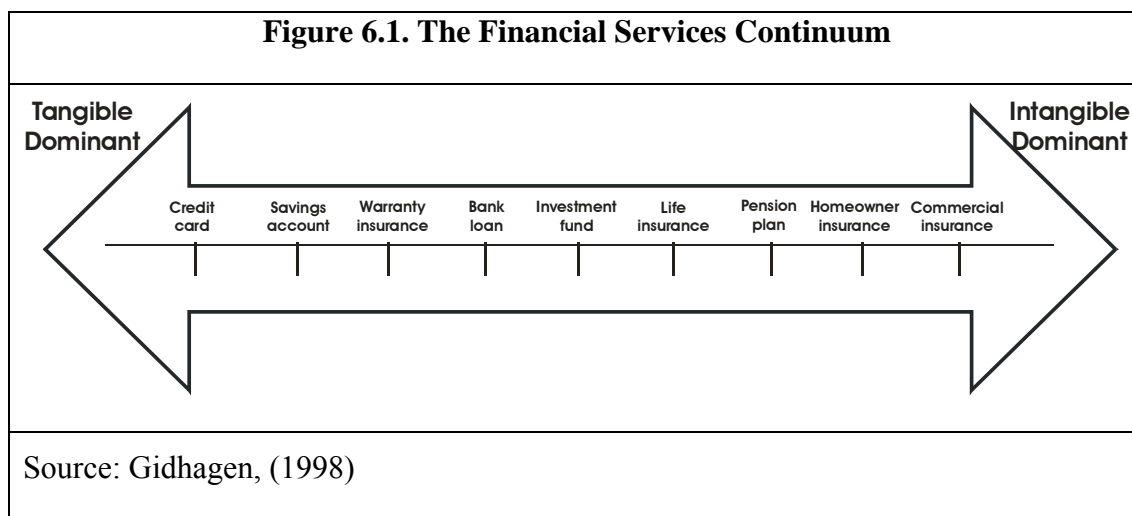 Figure 6.1. The Financial Services Continuum
Tangible
Dominant
Intangible
Dominant
Credit
card
Savings
account
Warranty
insurance
Bank
loan
Investment
fund
Life
insurance
Pension
plan
Homeowner
insurance
Commercial
insurance
Source: Gidhagen, (1998)